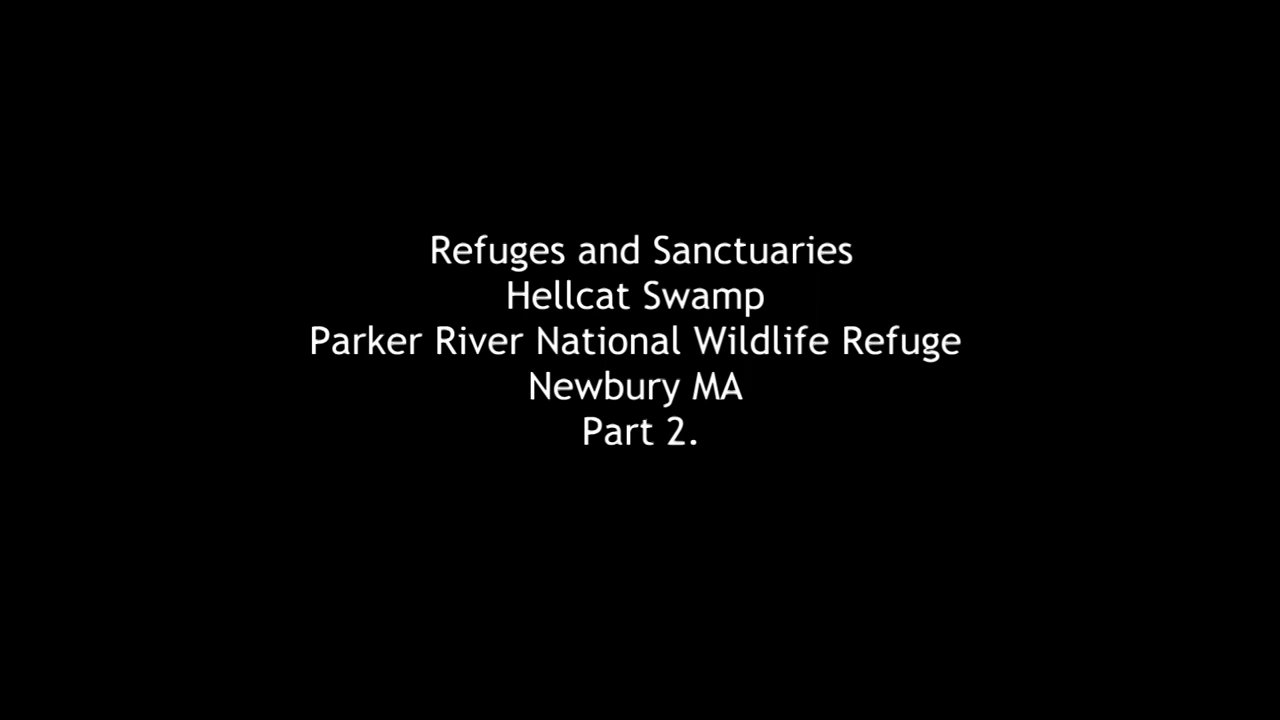 Refuges and Sanctuaries
Hellcat Swamp
Parker River National Wildlife Refuge
Newbury MA
Part 2.